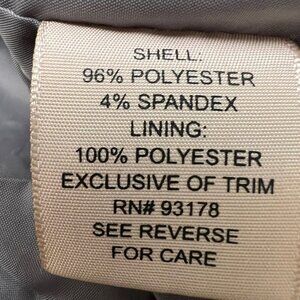 SHELL:
96% POLYESTER
4% SPANDEX
LINING:
100% POLYESTER
EXCLUSIVE OF TRIM
RN# 93178
SEE REVERSE
FOR CARE